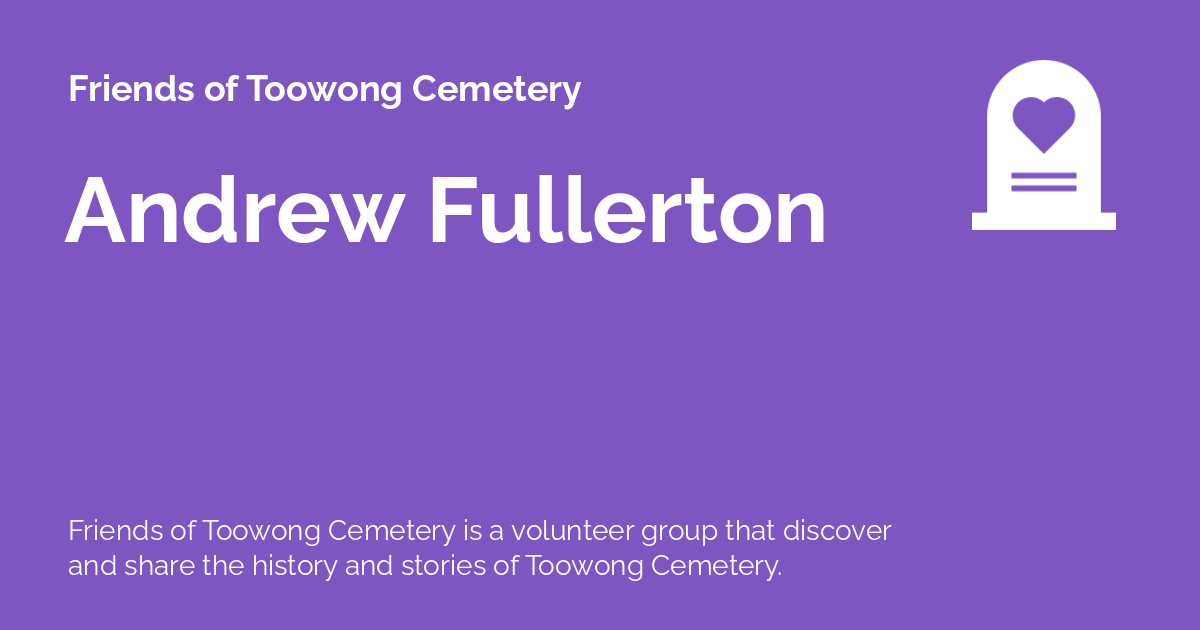 Friends of Toowong Cemetery
Andrew Fullerton
Friends of Toowong Cemetery is a volunteer group that discover
and share the history and stories of Toowong Cemetery.